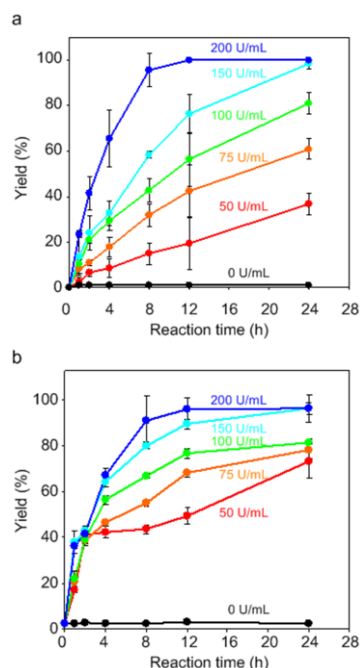 a
Yield (%)
100
80
60
40
20
0
200 U/mL
150 U/mL
100 U/mL
75 U/mL
50 U/mL
0 U/mL
0 4 8 12 16 20 24 28
Reaction time (h)
b
Yield (%)
100
80
60
40
20
0
200 U/mL
150 U/mL
100 U/mL
75 U/mL
50 U/mL
0 U/mL
0 4 8 12 16 20 24 28
Reaction time (h)